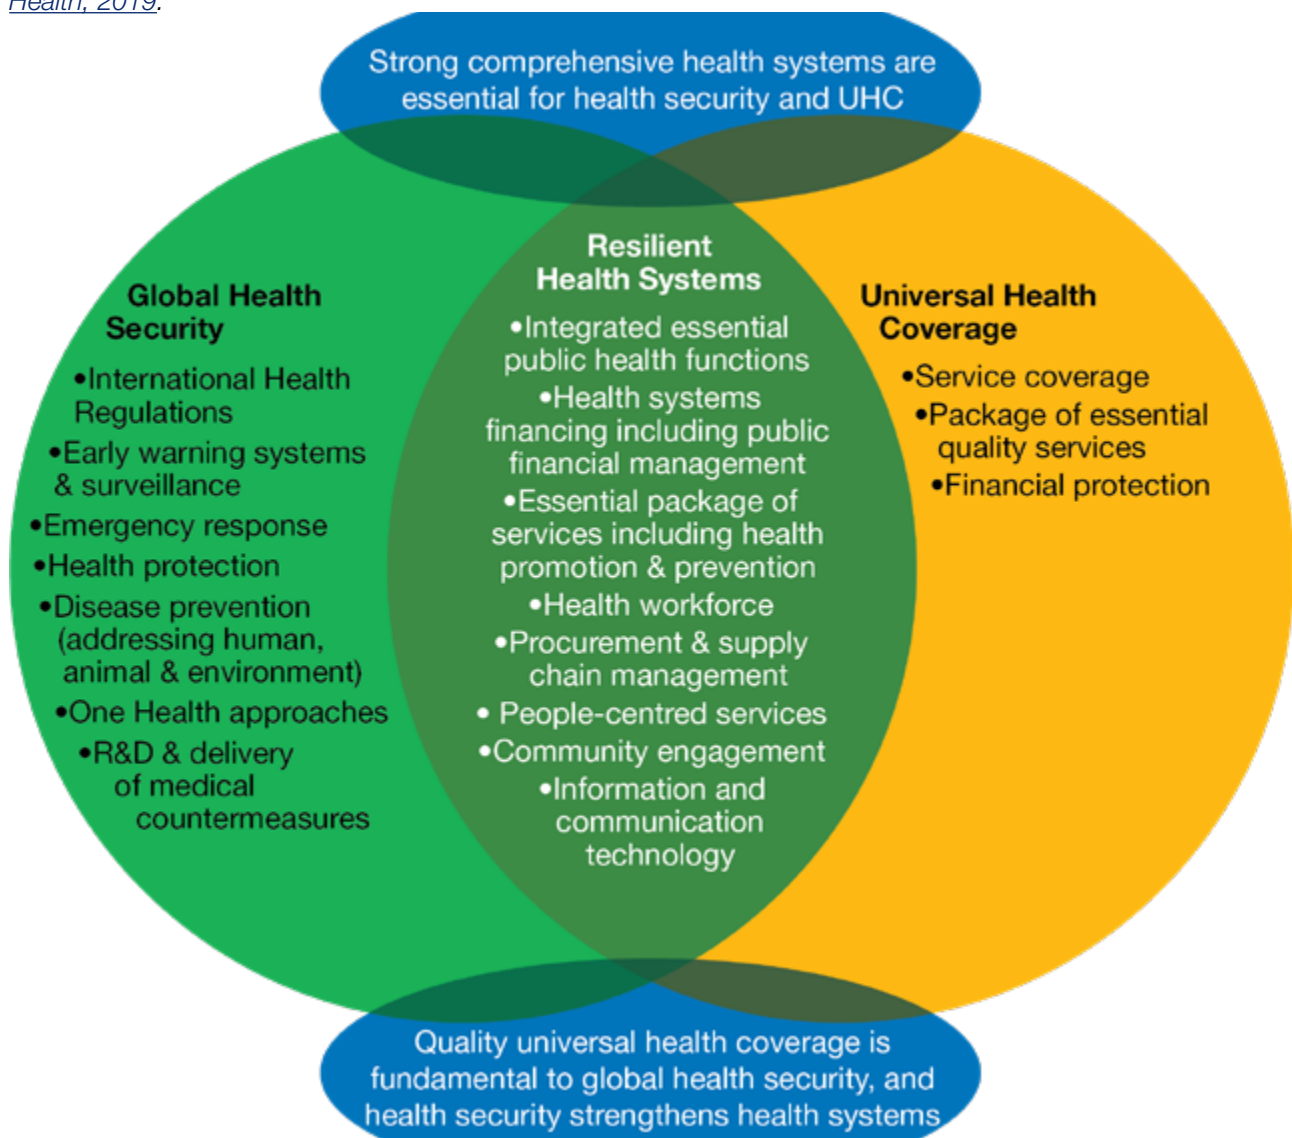 Health, 2019.
Strong comprehensive health systems are
essential for health security and UHC
Global Health
Security
•International Health
Regulations
•Early warning systems
& surveillance
•Emergency response
•Health protection
•Disease prevention
(addressing human,
animal & environment)
•One Health approaches
•R&D & delivery
of medical
countermeasures
Resilient
Health Systems
•Integrated essential
public health functions
•Health systems
financing including public
financial management
•Essential package of
services including health
promotion & prevention
•Health workforce
•Procurement & supply
chain management
• People-centred services
•Community engagement
•Information and
communication
technology
Universal Health
Coverage
•Service coverage
•Package of essential
quality services
•Financial protection
Quality universal health coverage is
fundamental to global health security, and
health security strengthens health systems